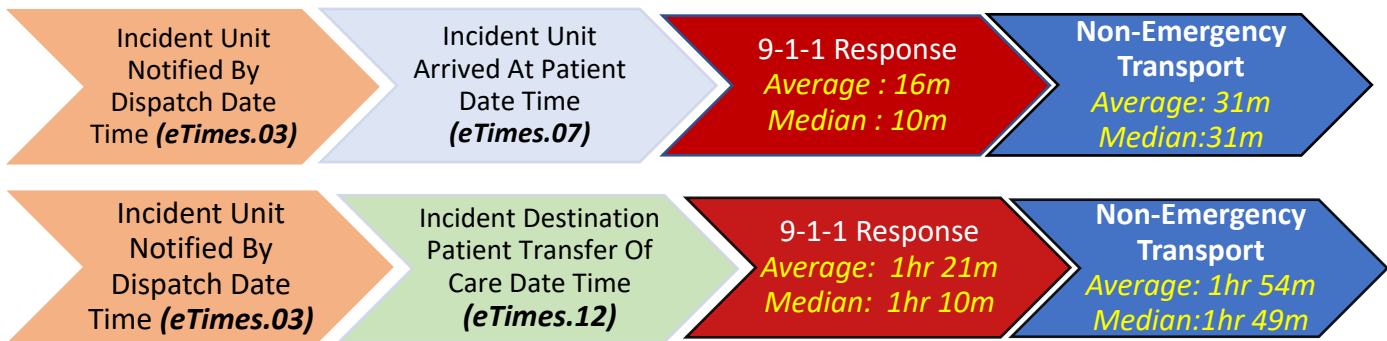 Incident Unit
Notified By
Dispatch Date
Time (eTimes.03)
Incident Unit
Arrived At Patient
Date Time
(eTimes.07)
9-1-1 Response
Average : 16m
Median : 10m
Non-Emergency
Transport
Average: 31m
Median:31m
Incident Unit
Notified By
Dispatch Date
Time (eTimes.03)
Incident Destination
Patient Transfer Of
Care Date Time
(eTimes.12)
9-1-1 Response
Average: 1hr 21m
Median: 1hr 10m
Non-Emergency
Transport
Average: 1hr 54m
Median:1hr 49m